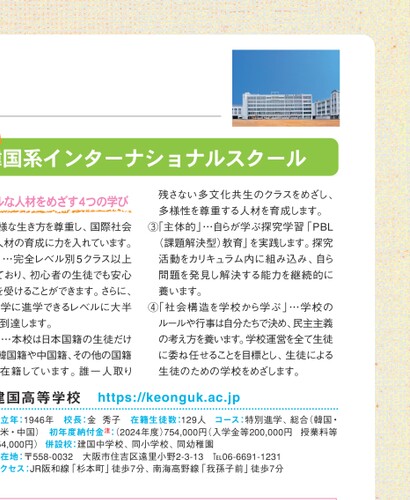 国系インターナショナルスクール
ルな人材をめざす4つの学び
様な生き方を尊重し、国際社会
人材の育成に力を入れています。
…完全レベル別5クラス以上
ており、初心者の生徒でも安心
を受けることができます。さらに、
学に進学できるレベルに大半
到達します。
…本校は日本国籍の生徒だけ
韓国籍や中国籍、その他の国籍
在籍しています。誰一人取り
残さない多文化共生のクラスをめざし、
多様性を尊重する人材を育成します。
③「主体的」…自らが学ぶ探究学習「PBL
（課題解決型）教育」を実践します。探究
活動をカリキュラム内に組み込み、自ら
問題を発見し解決する能力を継続的に
養います。
④「社会構造を学校から学ぶ」…学校の
ルールや行事は自分たちで決め、民主主義
の考え方を養います。学校運営を全て生徒
に委ね任せることを目標とし、生徒による
生徒のための学校をめざします。
建国高等学校 https://keonguk.ac.jp
立年：1946年 校長：金 秀子 在籍生徒数：129人 コース：特別進学、総合（韓国・
米・中国） 初年度納付金：（2024年度）754,000円（入学金等200,000円 授業料等
54,000円） 併設校：建国中学校、同小学校、同幼稚園
在地：〒558-0032 大阪市住吉区遠里小野2-3-13 TEL06-6691-1231
クセス：JR阪和線「杉本町」徒歩7分、南海高野線「我孫子前」徒歩7分